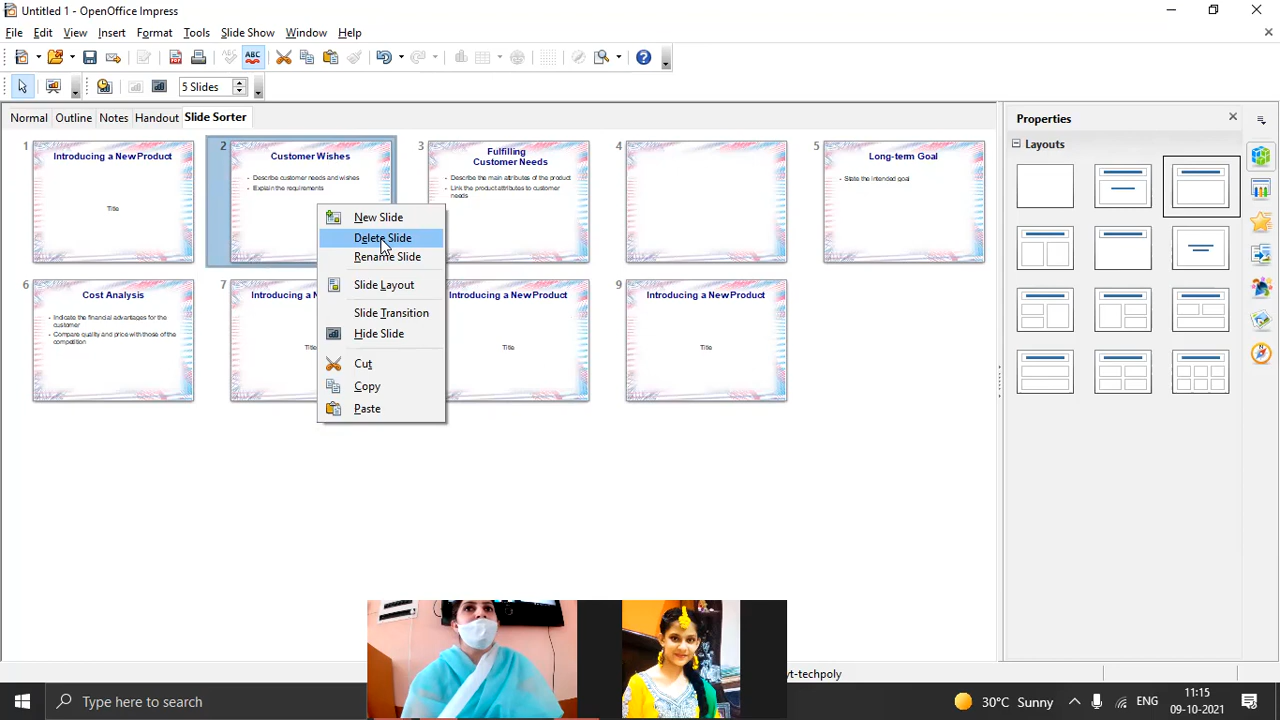 Untitled 1 - OpenOffice Impress
File Edit View Insert Format Tools Slide Show Window Help
ABC ABC
5 Slides
Normal Outline Notes Handout Slide Sorter
Properties
Layouts
1
Introducing a New Product
Title
2
Customer Wishes
Describe customer needs and wishes
Explain the requirements
3
Fulfilling
Customer Needs
Describe the main attributes of the product
Link the product attributes to customer
needs
4
5
Long-term Goal
State the intended goal
New Slide
Delete Slide
Rename Slide
Slide Layout
Slide Transition
Hide Slide
Cut
Copy
Paste
6
Cost Analysis
Indicate the financial advantages for the
customer
Compare quality and price with those of the
competition
7
Introducing a N
Introducing a New Product
Title
9
Introducing a New Product
Title
vt-techpoly
Type here to search
30°C Sunny
ENG
11:15
09-10-2021